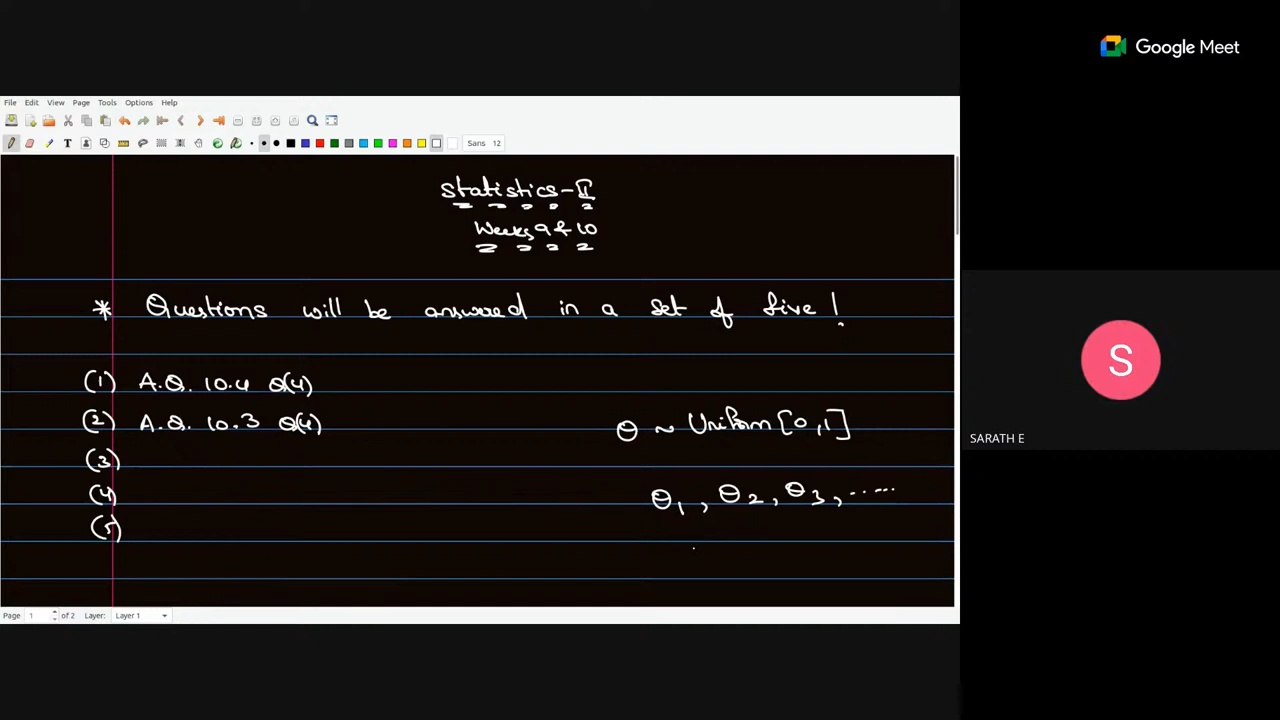 Google Meet
File Edit View Page Tools Options Help
Sans 12
Statistics-II
Weeks 9 & 10
* Questions will be answered in a set of five!
(1) A.Q. 10.4 Q(4)
(2) A.Q. 10.3 Q(4)
Θ ~ Uniform [0,1]
(3)
(4)
Θ1, Θ2, Θ3, .....
(5)
S
SARATH E
Page 1 of 2 Layer: Layer 1